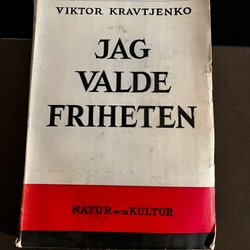 VIKTOR KRAVTJENKO
JAG
VALDE
FRIHETEN
NATUR och KULTUR